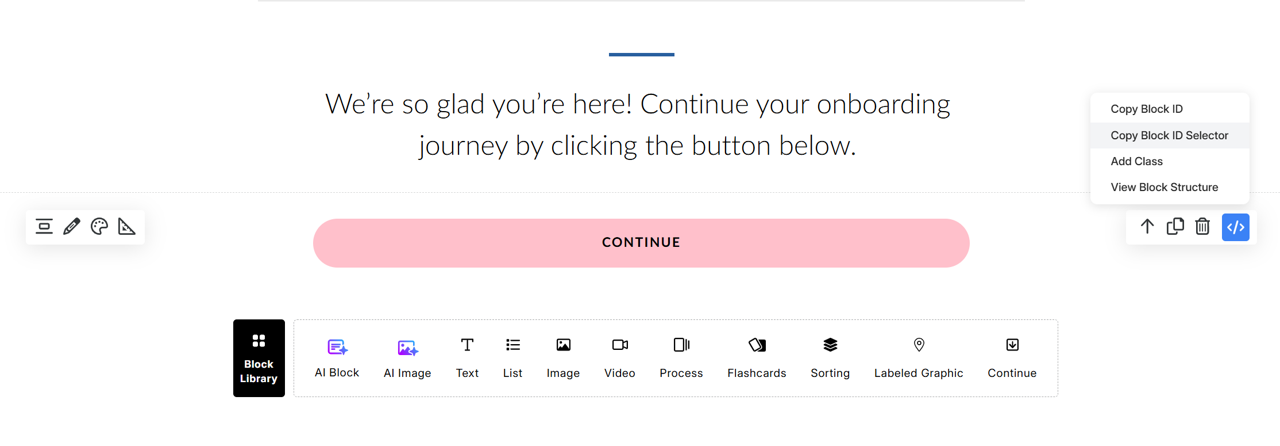 We’re so glad you’re here! Continue your onboarding
journey by clicking the button below.
Copy Block ID
Copy Block ID Selector
Add Class
View Block Structure
CONTINUE
Block
Library
AI Block
AI Image
Text
List
Image
Video
Process
Flashcards
Sorting
Labeled Graphic
Continue